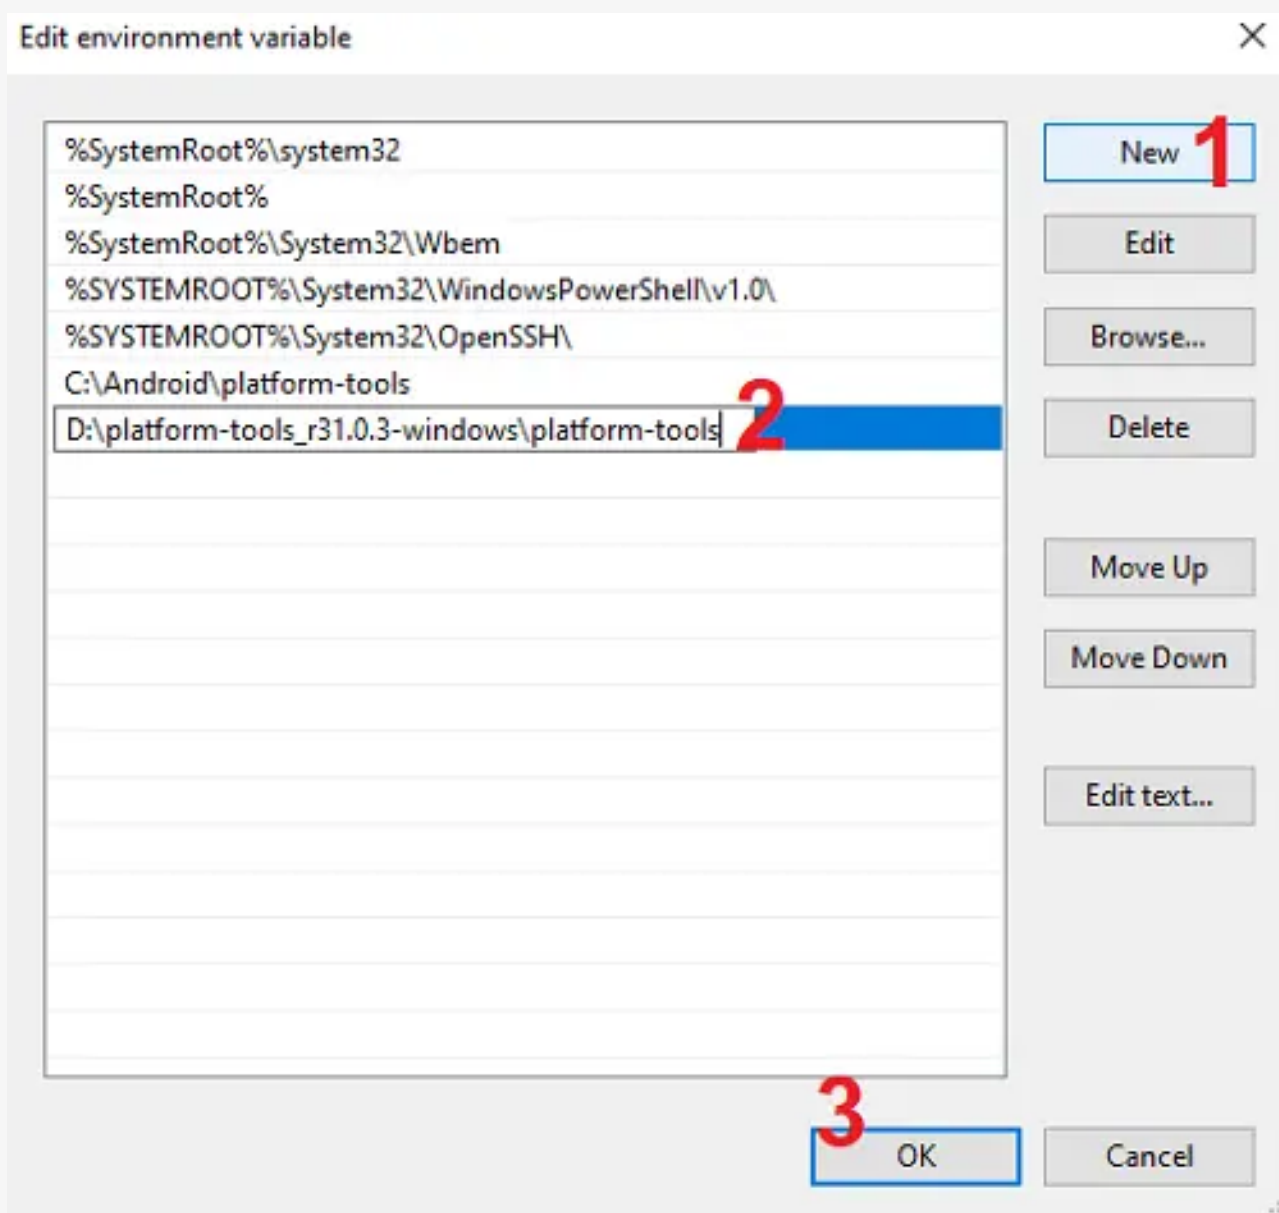 Edit environment variable
%SystemRoot%\system32
%SystemRoot%
%SystemRoot%\System32\Wbem
%SYSTEMROOT%\System32\WindowsPowerShell\v1.0\
%SYSTEMROOT%\System32\OpenSSH\
C:\Android\platform-tools
D:\platform-tools_r31.0.3-windows\platform-tools 2
New 1
Edit
Browse...
Delete
Move Up
Move Down
Edit text...
3
OK
Cancel